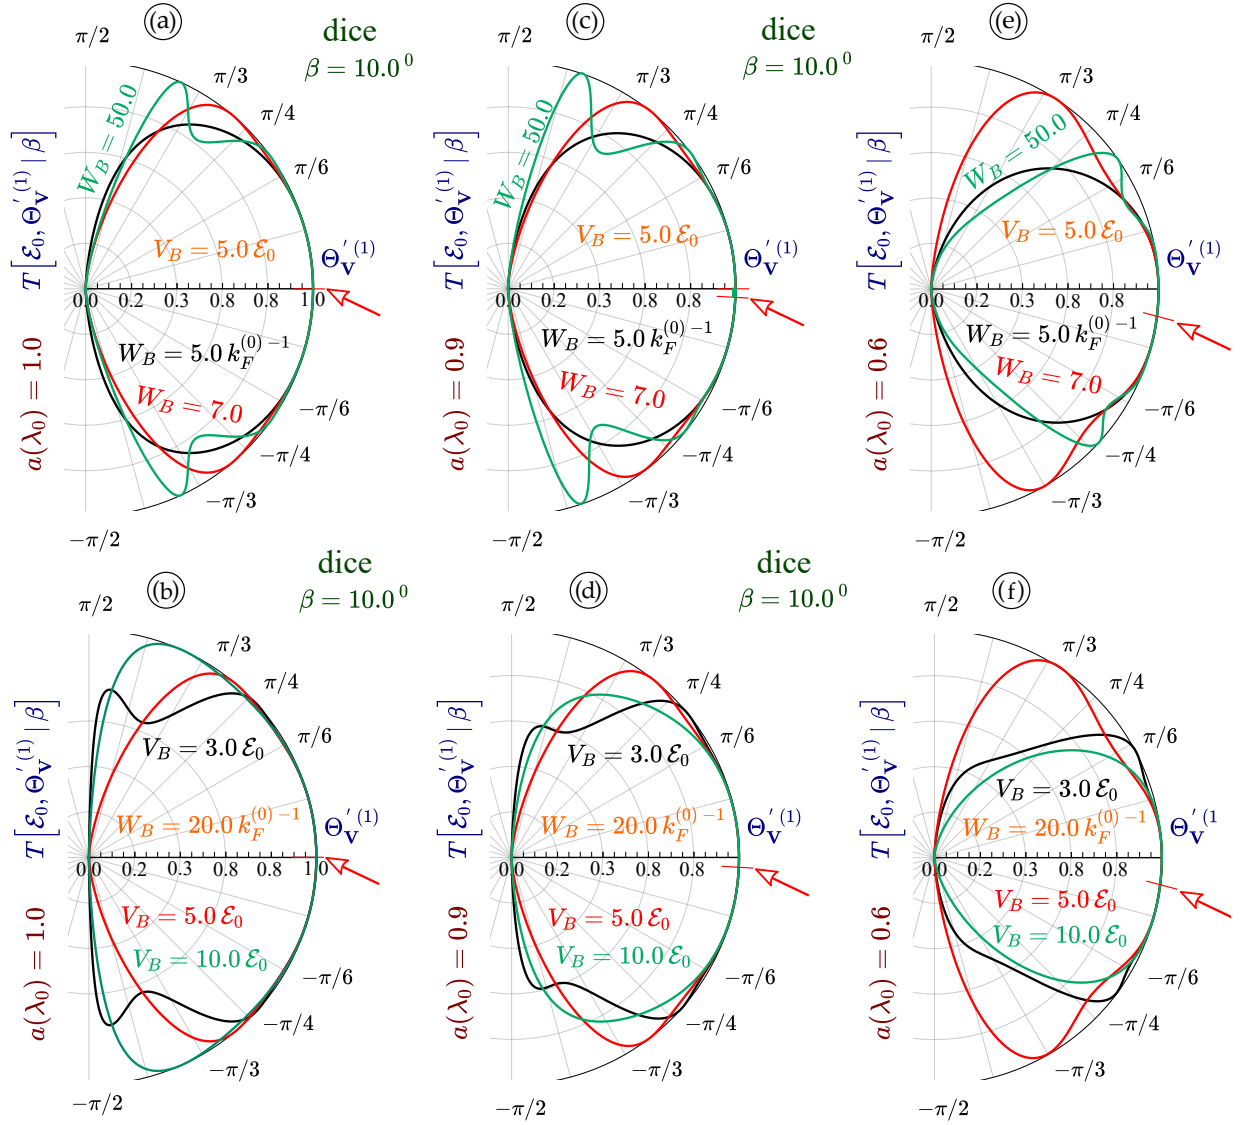 (a)
dice
β = 10.0⁰
π/2
π/3
π/4
π/6
T [ℰ₀, Θ′_V⁽¹⁾ | β]
a(λ₀) = 1.0
W_B = 50.0
V_B = 5.0 ℰ₀
Θ′_V⁽¹⁾
0.0 0.2 0.3 0.8 0.8 1.0
W_B = 5.0 k_F⁽⁰⁾ ⁻¹
W_B = 7.0
−π/6
−π/4
−π/3
−π/2
(c)
dice
β = 10.0⁰
π/2
π/3
π/4
π/6
T [ℰ₀, Θ′_V⁽¹⁾ | β]
a(λ₀) = 0.9
W_B = 50.0
V_B = 5.0 ℰ₀
Θ′_V⁽¹⁾
0.0 0.2 0.3 0.8 0.8
W_B = 5.0 k_F⁽⁰⁾ ⁻¹
W_B = 7.0
−π/6
−π/4
−π/3
−π/2
(e)
π/2
π/3
π/4
π/6
T [ℰ₀, Θ′_V⁽¹⁾ | β]
a(λ₀) = 0.6
W_B = 50.0
V_B = 5.0 ℰ₀
Θ′_V⁽¹⁾
0.0 0.2 0.3 0.8 0.8
W_B = 5.0 k_F⁽⁰⁾ ⁻¹
W_B = 7.0
−π/6
−π/4
−π/3
−π/2
(b)
dice
β = 10.0⁰
π/2
π/3
π/4
π/6
T [ℰ₀, Θ′_V⁽¹⁾ | β]
a(λ₀) = 1.0
V_B = 3.0 ℰ₀
W_B = 20.0 k_F⁽⁰⁾ ⁻¹
Θ′_V⁽¹⁾
0.0 0.2 0.3 0.8 0.8 1.0
V_B = 5.0 ℰ₀
V_B = 10.0 ℰ₀
−π/6
−π/4
−π/3
−π/2
(d)
dice
β = 10.0⁰
π/2
π/3
π/4
π/6
T [ℰ₀, Θ′_V⁽¹⁾ | β]
a(λ₀) = 0.9
V_B = 3.0 ℰ₀
W_B = 20.0 k_F⁽⁰⁾ ⁻¹
Θ′_V⁽¹⁾
0.0 0.2 0.3 0.8 0.8
V_B = 5.0 ℰ₀
V_B = 10.0 ℰ₀
−π/6
−π/4
−π/3
−π/2
(f)
π/2
π/3
π/4
π/6
T [ℰ₀, Θ′_V⁽¹⁾ | β]
a(λ₀) = 0.6
V_B = 3.0 ℰ₀
W_B = 20.0 k_F⁽⁰⁾ ⁻¹
Θ′_V⁽¹
0.0 0.2 0.3 0.8 0.8
V_B = 5.0 ℰ₀
V_B = 10.0 ℰ₀
−π/6
−π/4
−π/3
−π/2